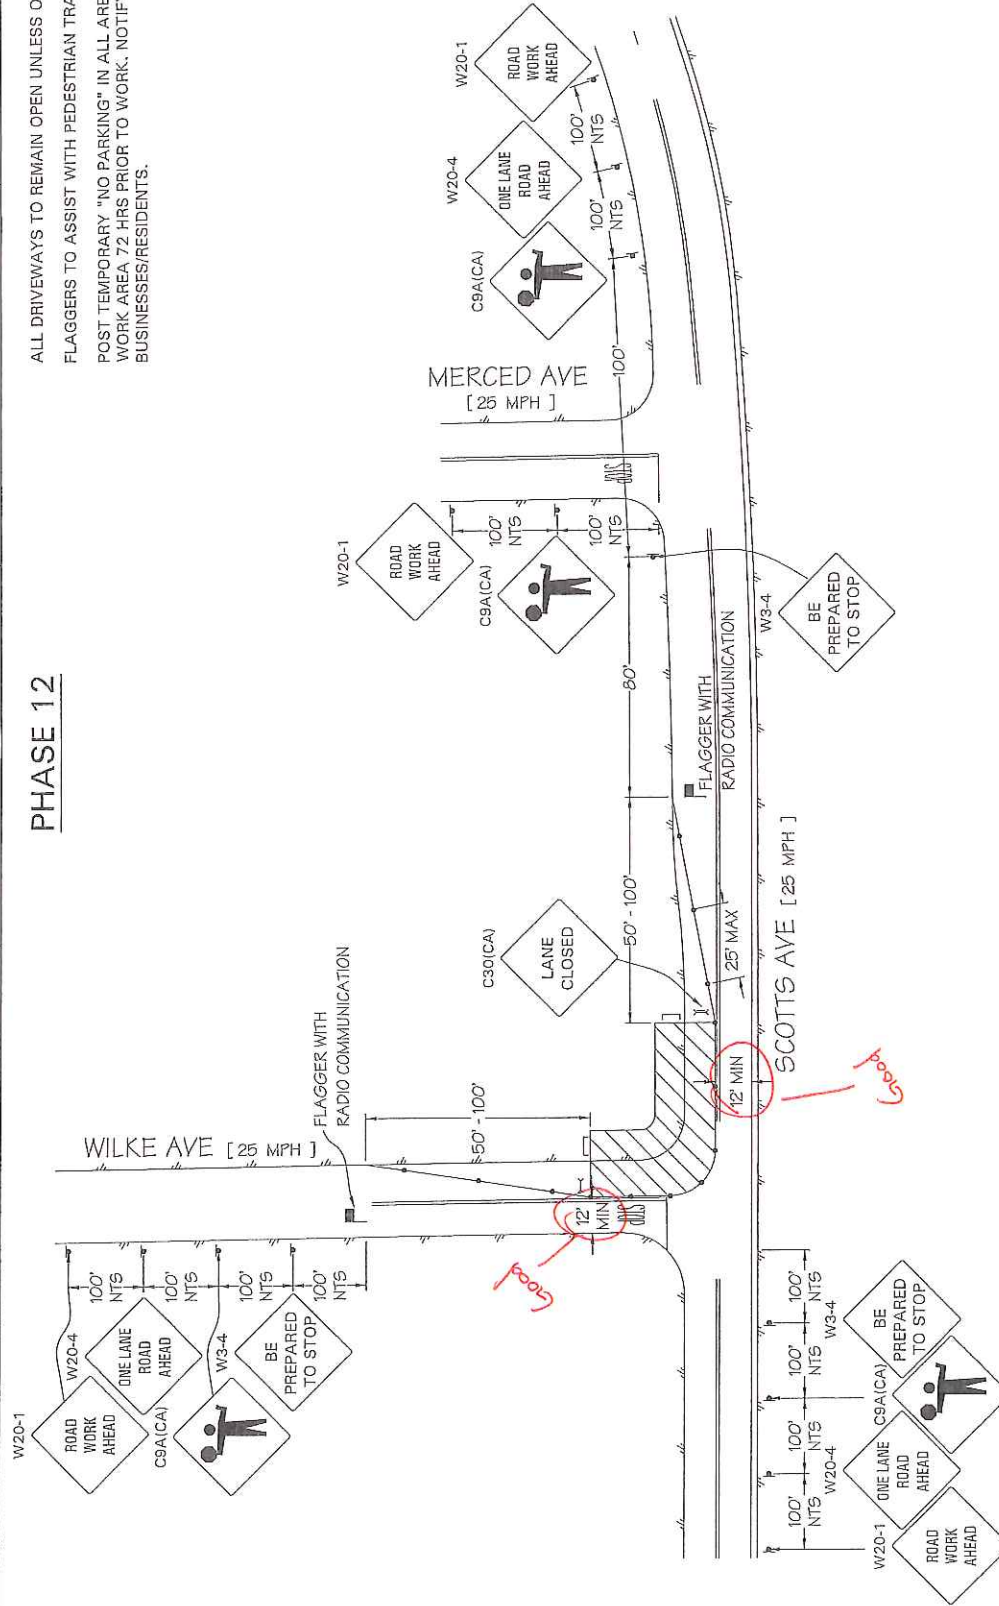 PHASE 12
ALL DRIVEWAYS TO REMAIN OPEN UNLESS
FLAGGERS TO ASSIST WITH PEDESTRIAN
POST TEMPORARY "NO PARKING" IN ALL
WORK AREA 72 HRS PRIOR TO WORK. NOTIFY
BUSINESSES/RESIDENTS.
W20-1
ROAD
WORK
AHEAD
W20-4
ONE LANE
ROAD
AHEAD
C9A(CA)
W3-4
BE
PREPARED
TO STOP
100'
NTS
100'
NTS
100'
NTS
100'
NTS
WILKE AVE [25 MPH]
FLAGGER WITH
RADIO COMMUNICATION
50'-100'
12'
MIN
Good
STOP
C30(CA)
LANE
CLOSED
50'-100'
80'
25' MAX
12' MIN
Good
SCOTTS AVE [25 MPH]
FLAGGER WITH
RADIO COMMUNICATION
W3-4
BE
PREPARED
TO STOP
W20-1
ROAD
WORK
AHEAD
C9A(CA)
100'
NTS
100'
NTS
STOP
MERCED AVE
[25 MPH]
100'
C9A(CA)
W20-4
ONE LANE
ROAD
AHEAD
W20-1
ROAD
WORK
AHEAD
100'
NTS
100'
NTS
W20-1
ROAD
WORK
AHEAD
W20-4
ONE LANE
ROAD
AHEAD
C9A(CA)
W3-4
BE
PREPARED
TO STOP
100'
NTS
100'
NTS
100'
NTS
100'
NTS